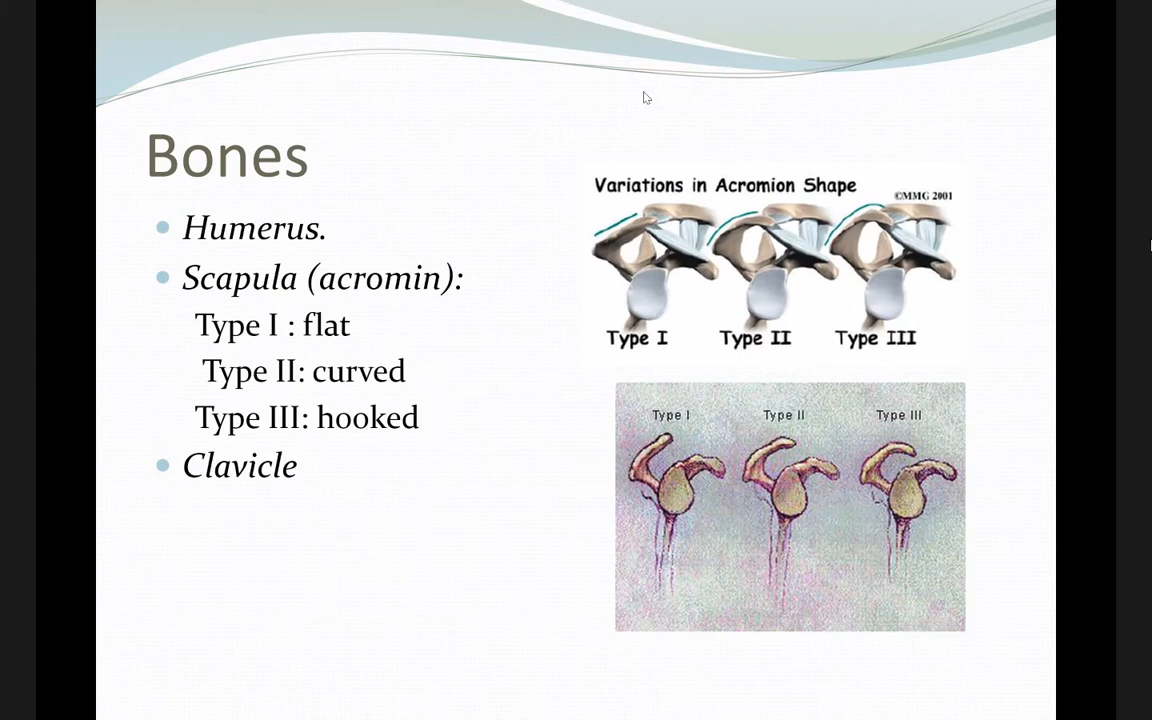 Bones
Humerus.
Scapula (acromin):
Type I : flat
Type II: curved
Type III: hooked
Clavicle
Variations in Acromion Shape
©MMG 2001
Type I
Type II
Type III
Type I
Type II
Type III